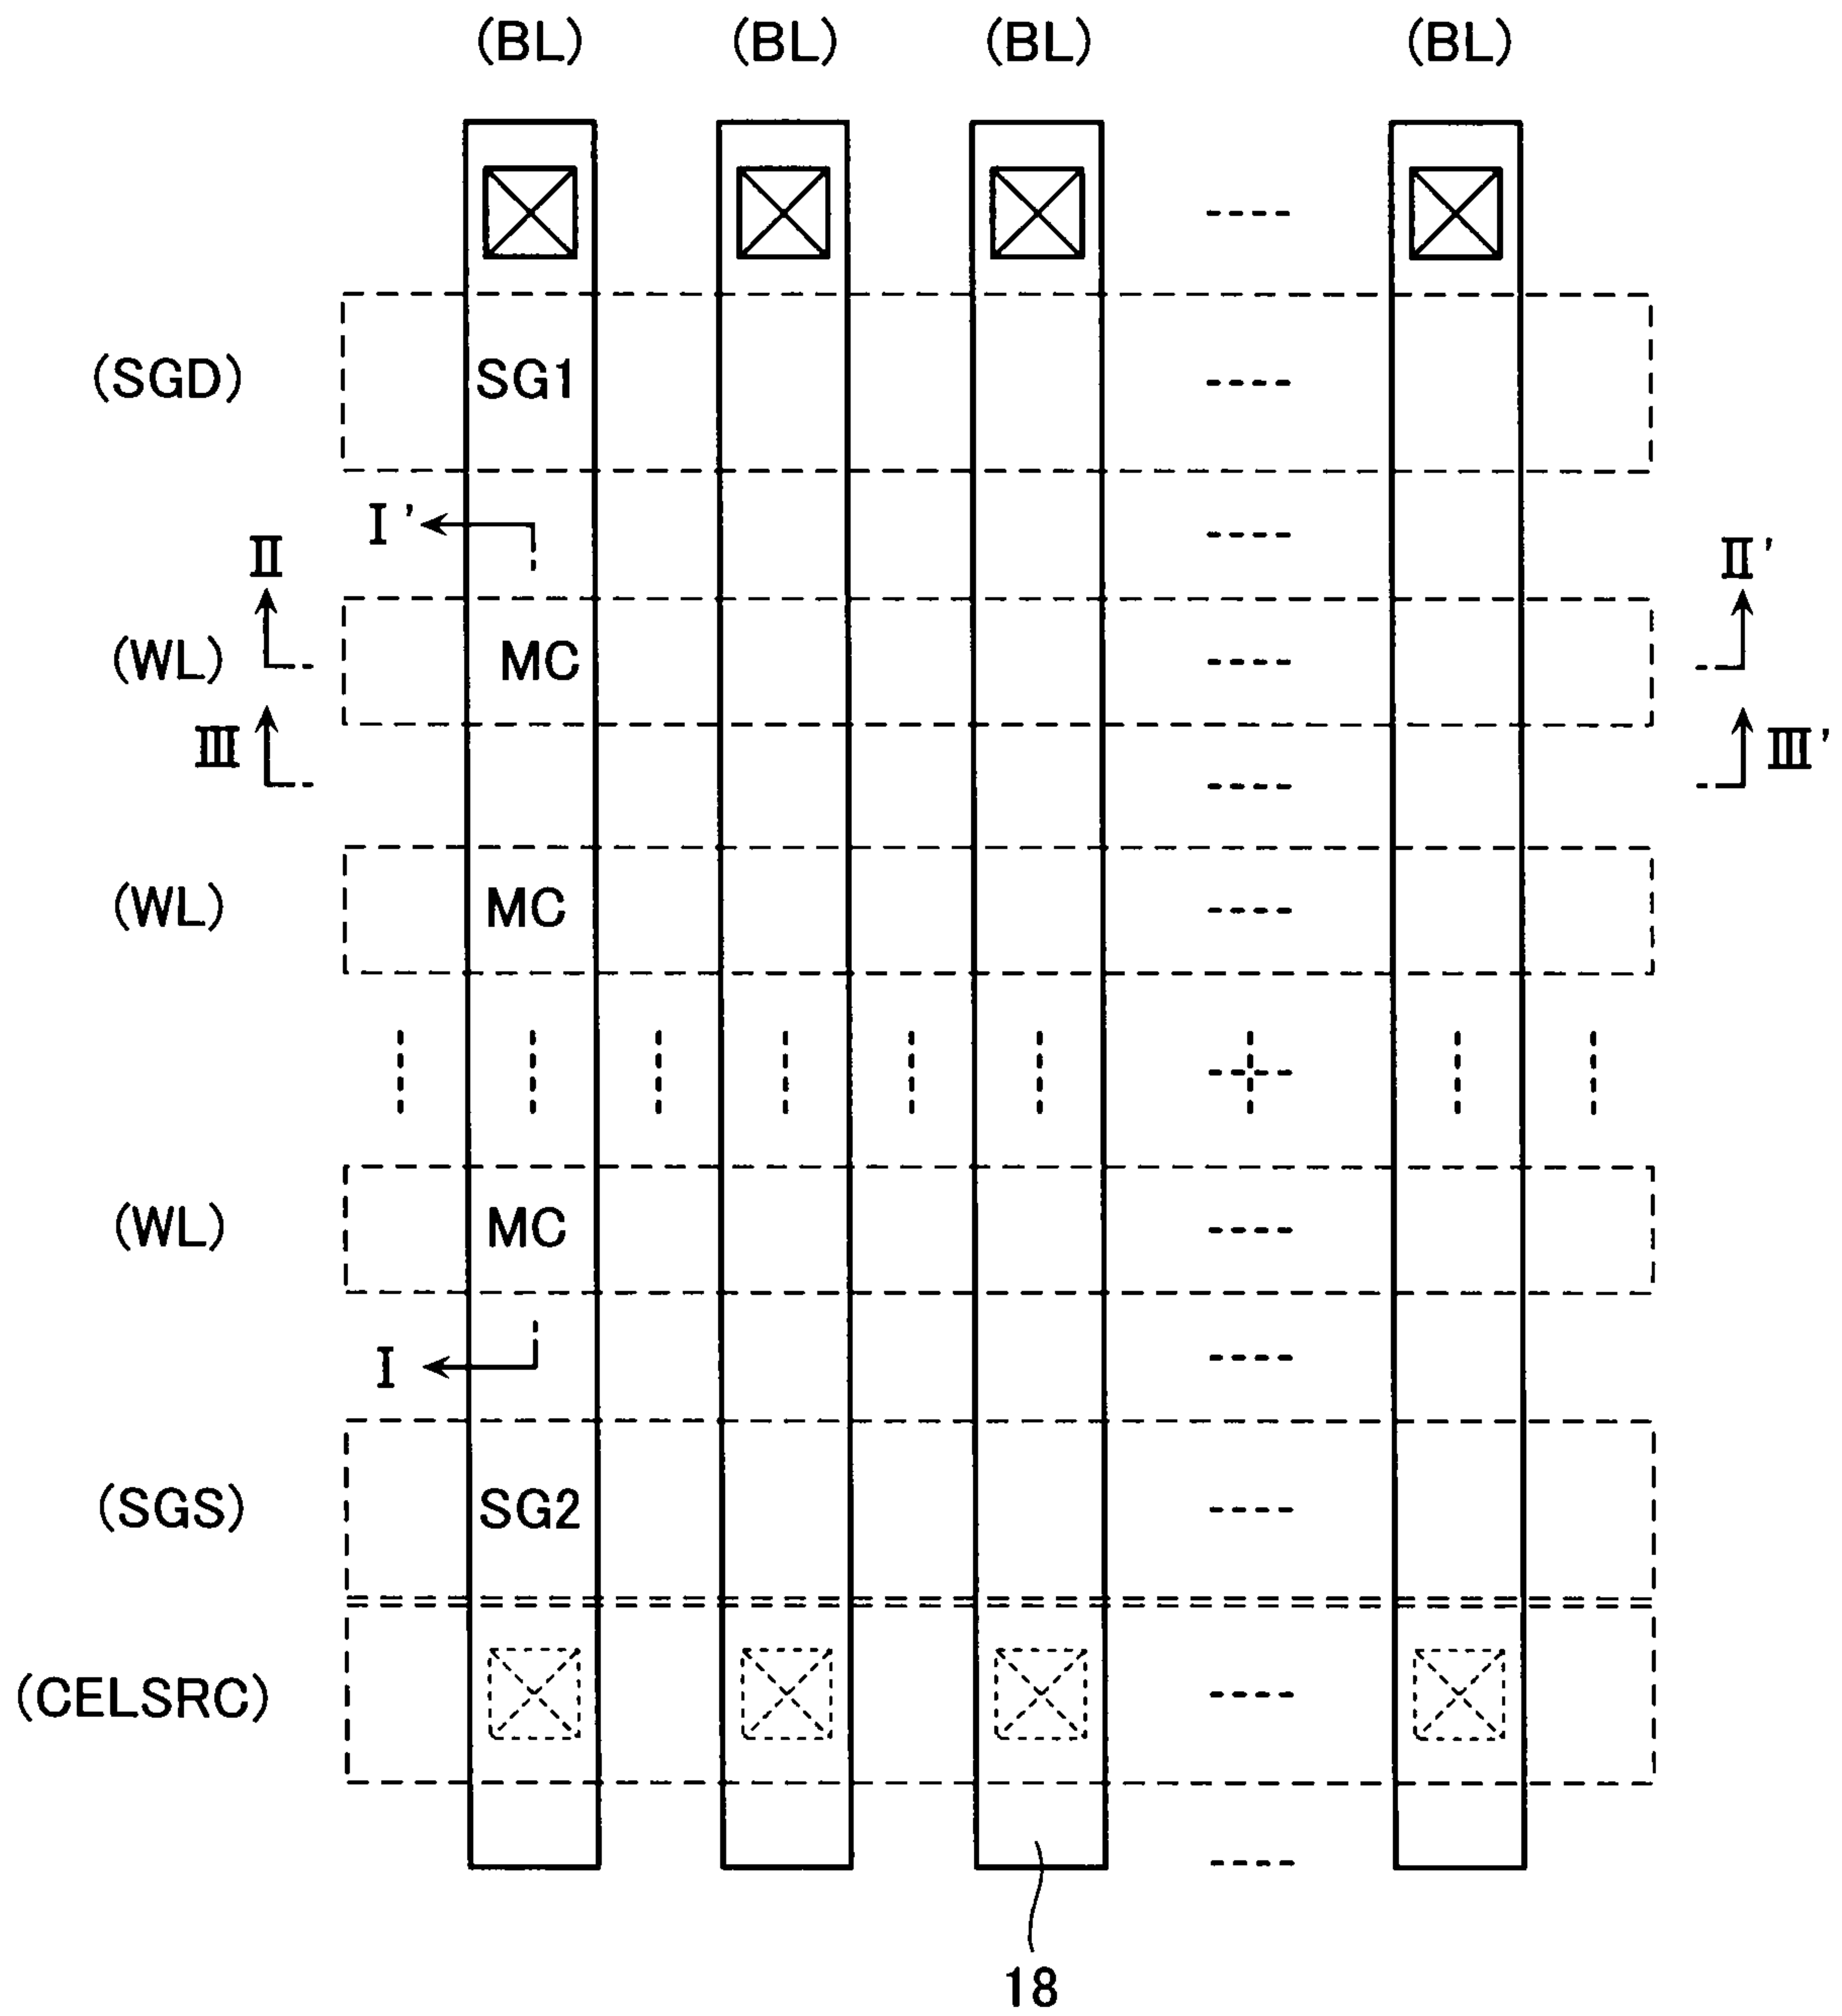 (BL) (BL) (BL) (BL)
(SGD) SG1
I'
II II'
(WL) MC
III III'
(WL) MC
(WL) MC
I
(SGS) SG2
(CELSRC)
18